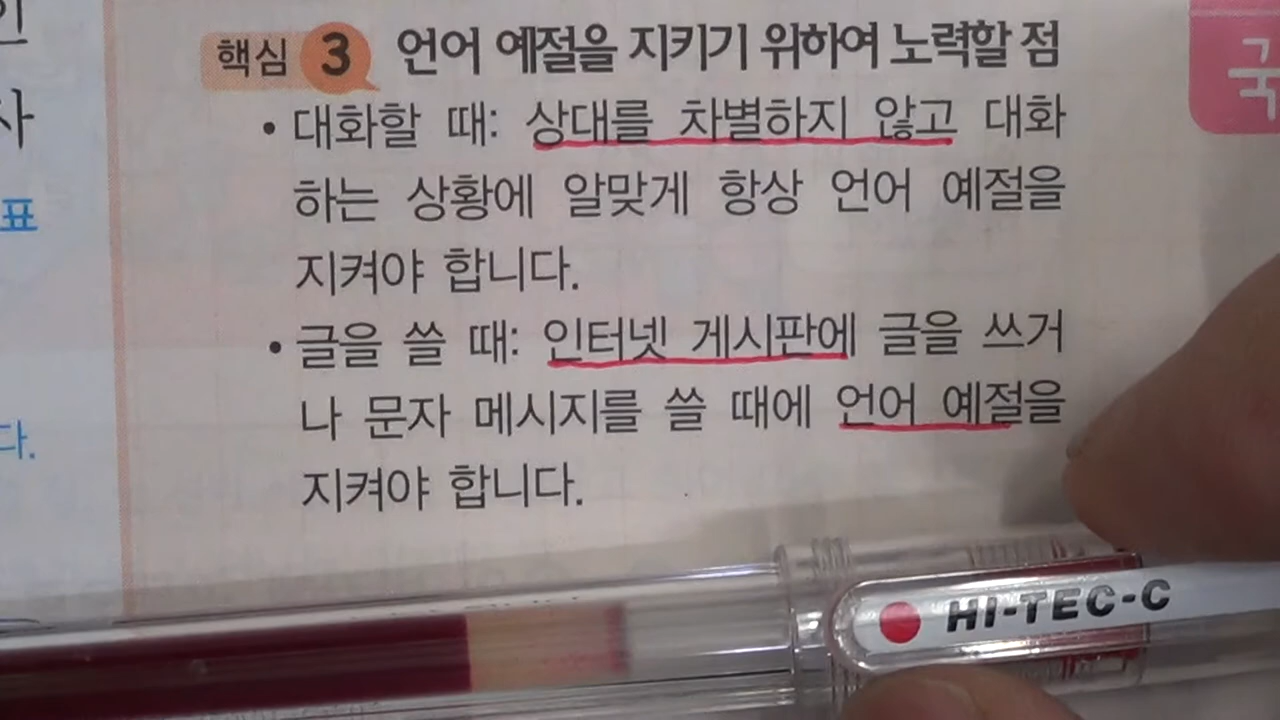 핵심 3 언어 예절을 지키기 위하여 노력할 점
• 대화할 때: 상대를 차별하지 않고 대화
하는 상황에 알맞게 항상 언어 예절을
지켜야 합니다.
• 글을 쓸 때: 인터넷 게시판에 글을 쓰거
나 문자 메시지를 쓸 때에 언어 예절을
지켜야 합니다.
국
자
표
다.
HI-TEC-C